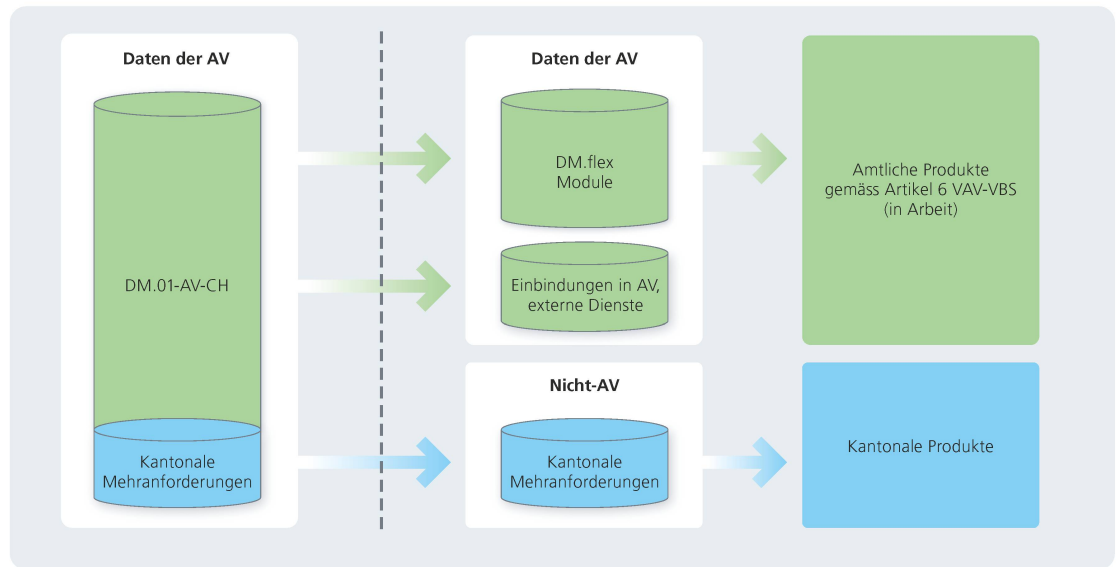 Daten der AV
DM.01-AV-CH
Kantonale
Mehranforderungen
Daten der AV
DM.flex
Module
Einbindungen in AV,
externe Dienste
Nicht-AV
Kantonale
Mehranforderungen
Amtliche Produkte
gemäss Artikel 6 VAV-VBS
(in Arbeit)
Kantonale Produkte